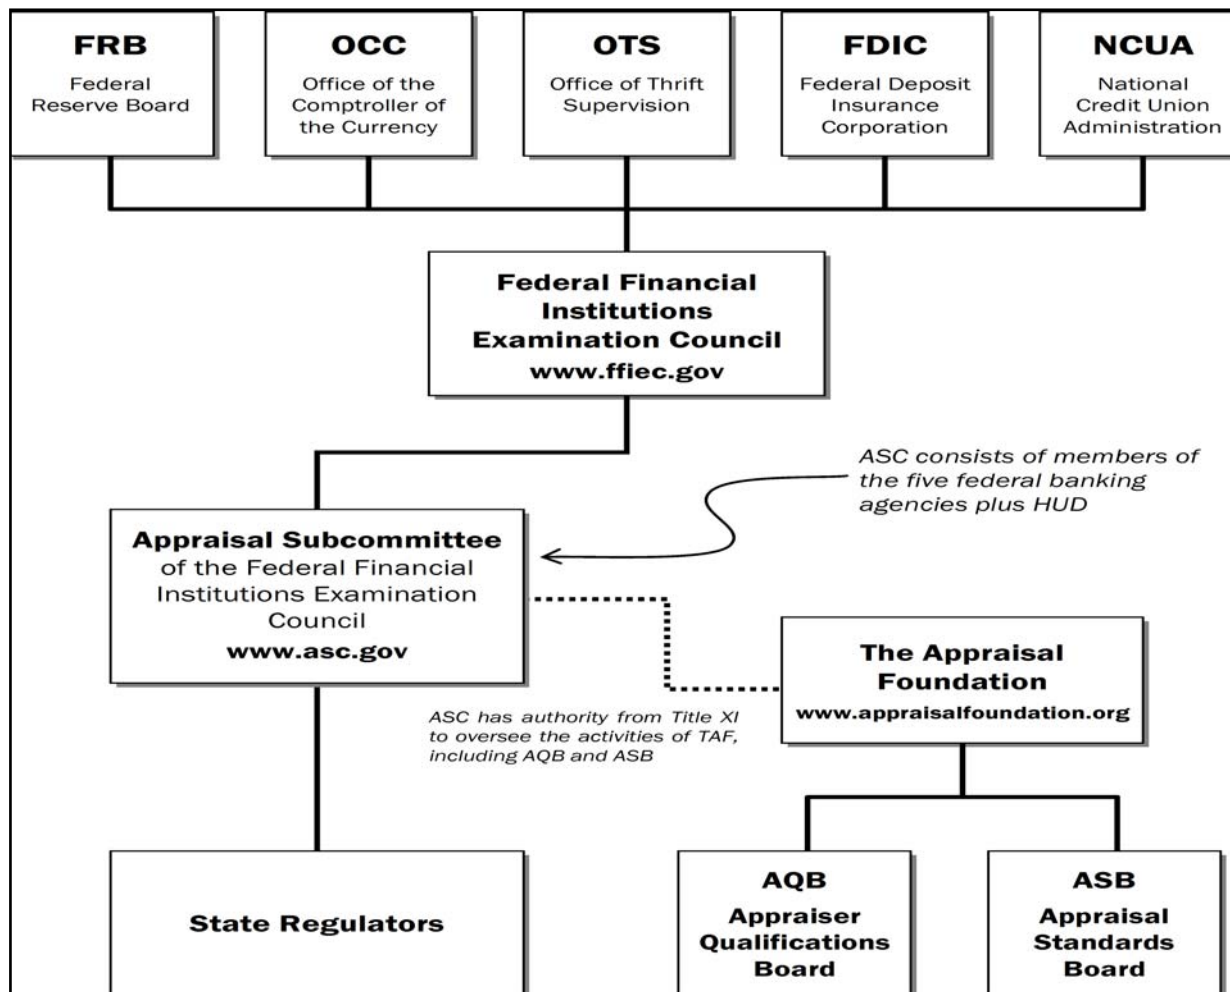 FRB
Federal
Reserve Board
OCC
Office of the
Comptroller of
the Currency
OTS
Office of Thrift
Supervision
FDIC
Federal Deposit
Insurance
Corporation
NCUA
National
Credit Union
Administration
Federal Financial
Institutions
Examination Council
www.ffiec.gov
ASC consists of members of
the five federal banking
agencies plus HUD
Appraisal Subcommittee
of the Federal Financial
Institutions Examination
Council
www.asc.gov
The Appraisal
Foundation
www.appraisalfoundation.org
ASC has authority from Title XI
to oversee the activities of TAF,
including AQB and ASB
State Regulators
AQB
Appraiser
Qualifications
Board
ASB
Appraisal
Standards
Board